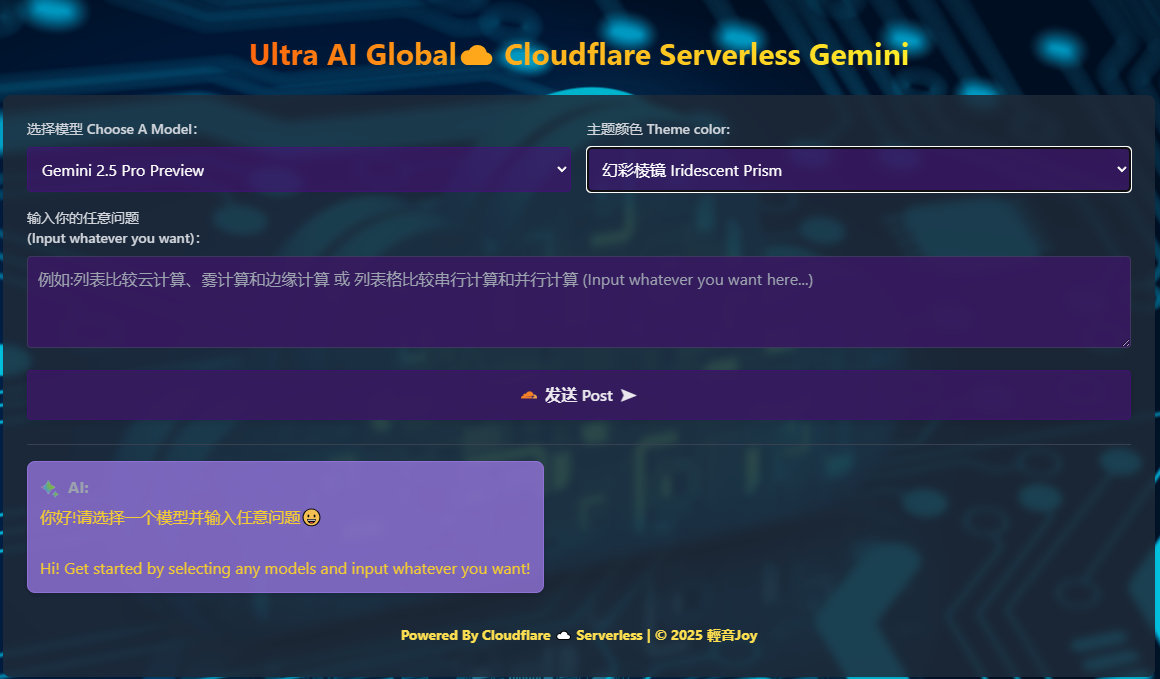 Ultra AI Global☁ Cloudflare Serverless Gemini
选择模型 Choose A Model：
主题颜色 Theme color:
Gemini 2.5 Pro Preview
幻彩棱镜 Iridescent Prism
输入你的任意问题
(Input whatever you want)：
例如:列表比较云计算、雾计算和边缘计算 或 列表格比较串行计算和并行计算 (Input whatever you want here...)
发送 Post ➤
AI:
你好!请选择一个模型并输入任意问题😀
Hi! Get started by selecting any models and input whatever you want!
Powered By Cloudflare ☁ Serverless | © 2025 輕音Joy